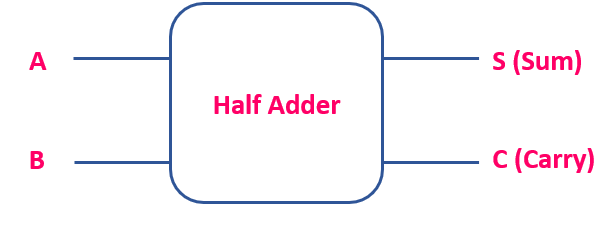 A
S (Sum)
Half Adder
B
C (Carry)